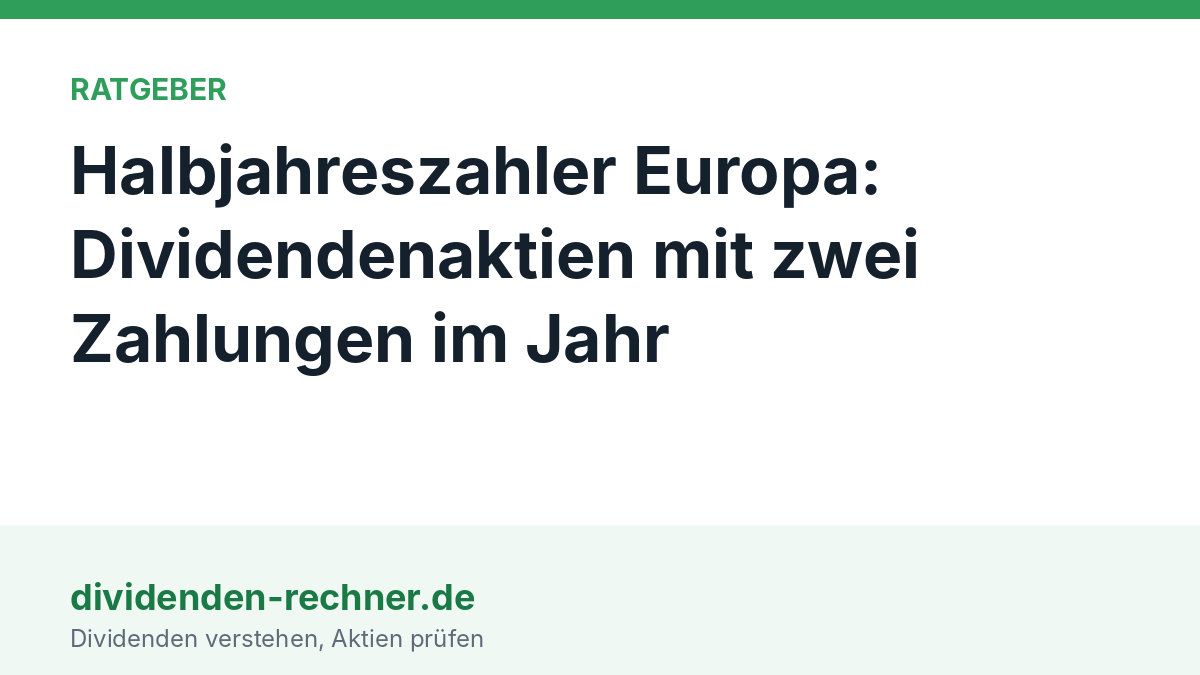 RATGEBER
Halbjahreszahler Europa:
Dividendenaktien mit zwei
Zahlungen im Jahr
dividenden-rechner.de
Dividenden verstehen, Aktien prüfen